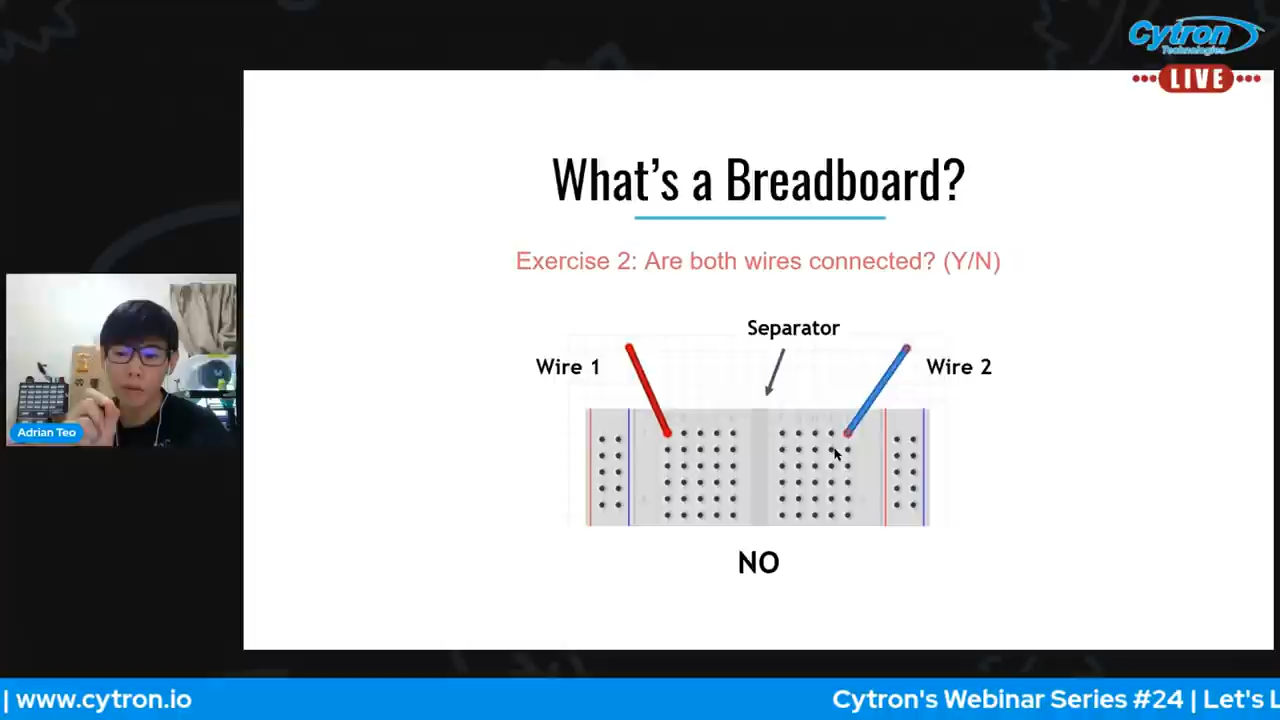 Cytron
Technologies
LIVE
What's a Breadboard?
Exercise 2: Are both wires connected? (Y/N)
Separator
Wire 1
Wire 2
NO
Adrian Teo
| www.cytron.io
Cytron's Webinar Series #24 | Let's L